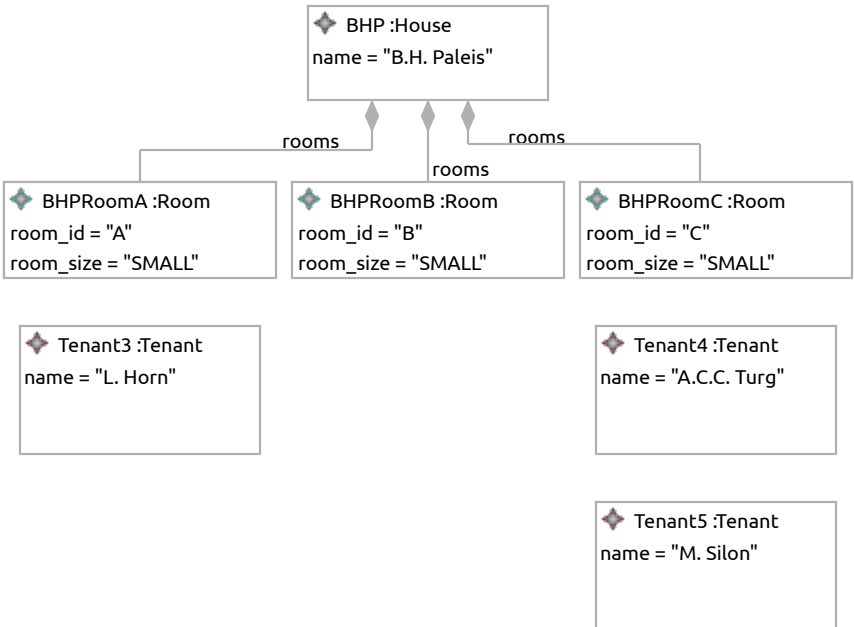 BHP :House
name = "B.H. Paleis"
rooms
rooms
rooms
BHPRoomA :Room
room_id = "A"
room_size = "SMALL"
BHPRoomB :Room
room_id = "B"
room_size = "SMALL"
BHPRoomC :Room
room_id = "C"
room_size = "SMALL"
Tenant3 :Tenant
name = "L. Horn"
Tenant4 :Tenant
name = "A.C.C. Turg"
Tenant5 :Tenant
name = "M. Silon"